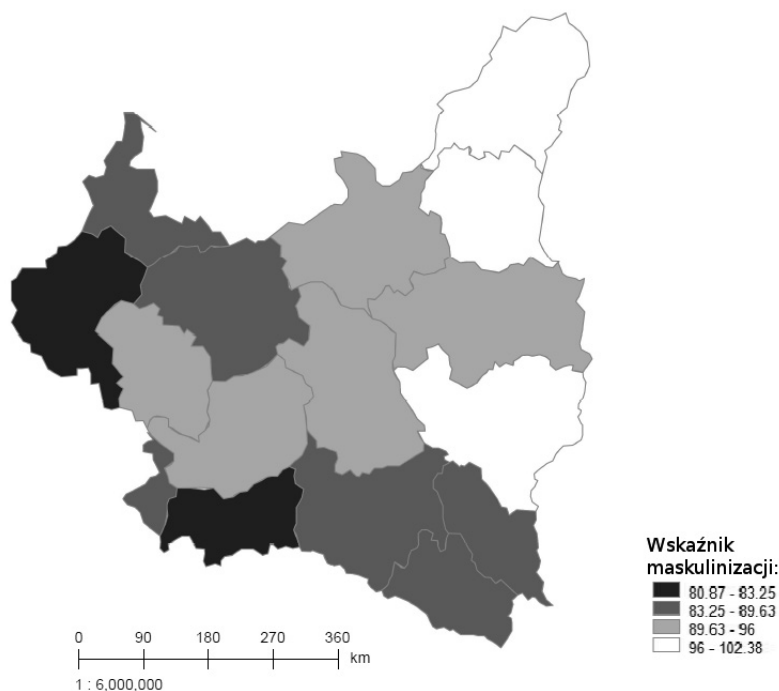 Wskaźnik
maskulinizacji:
80.87 - 83.25
83.25 - 89.63
89.63 - 96
96 - 102.38
0 90 180 270 360
km
1 : 6,000,000